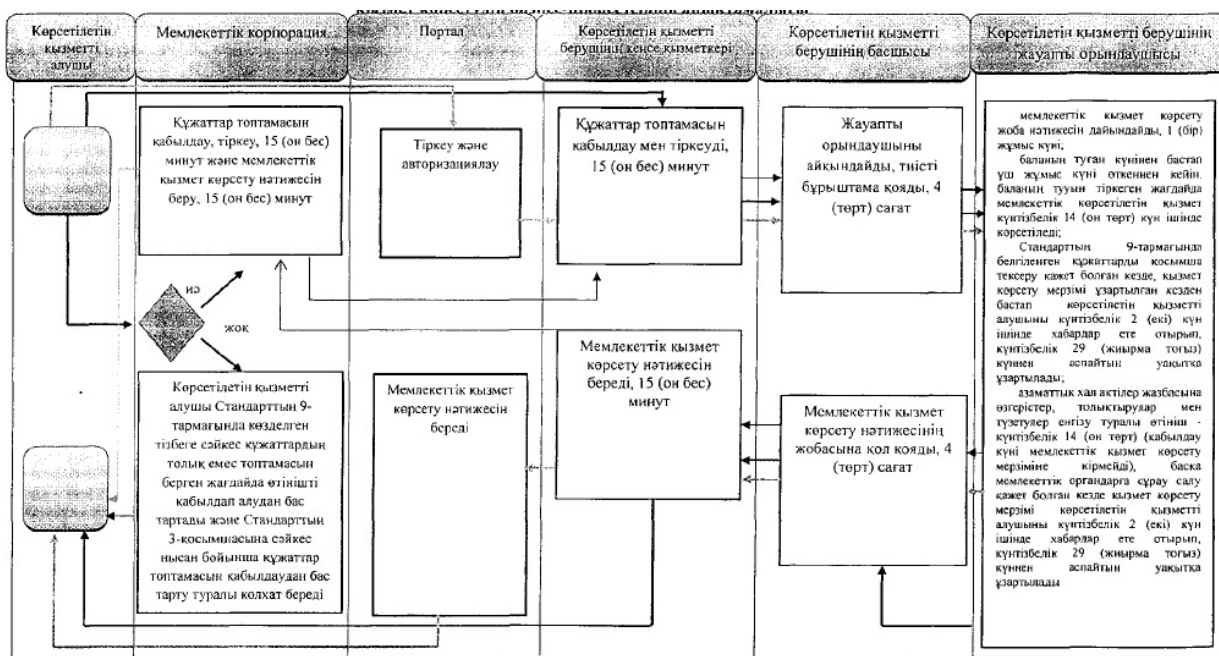 Көрсетілетін қызметті
алушы
Мемлекеттік корпорация
Портал
Көрсетілетін қызметті
берушінің кеңсе қызметкері
Көрсетілетін қызметті
берушінің басшысы
Көрсетілетін қызметті берушінің
жауапты орындаушысы
Құжаттар топтамасын
қабылдау, тіркеу, 15 (он бес)
минут және мемлекеттік
қызмет көрсету нәтижесін
беру, 15 (он бес) минут
Тіркеу және
авторизациялау
Құжаттар топтамасын
қабылдау мен тіркеуді,
15 (он бес) минут
Жауапты
орындаушыны
айқындайды, тиісті
бұрыштама қояды, 4
(төрт) сағат
мемлекеттік қызмет көрсету
жоба нәтижесін дайындайды, 1 (бір)
жұмыс күні;
баланың туған күнінен бастап
үш жұмыс күні өткеннен кейін,
баланың тууын тіркеген жағдайда
мемлекеттік көрсетілетін қызмет
күнтізбелік 14 (он төрт) күн ішінде
көрсетіледі;
Стандарттың 9-тармағында
белгіленген құжаттарды қосымша
тексеру қажет болған кезде, қызмет
көрсету мерзімі ұзартылған кезден
бастап көрсетілетін қызметті
алушыны күнтізбелік 2 (екі) күн
ішінде хабардар ете отырып,
күнтізбелік 29 (жиырма тоғыз)
күннен аспайтын уақытқа
ұзартылады;
азаматтық хал актілер жазбасына
өзгерістер, толықтырулар мен
түзетулер енгізу туралы өтініш -
күнтізбелік 14 (он төрт) (қабылдау
күні мемлекеттік қызмет көрсету
мерзіміне кірмейді), басқа
мемлекеттік органдарға сұрау салу
қажет болған кезде қызмет көрсету
мерзімі көрсетілетін қызметті
алушыны күнтізбелік 2 (екі) күн
ішінде хабардар ете отырып,
күнтізбелік 29 (жиырма тоғыз)
күннен аспайтын уақытқа
ұзартылады
иә
жоқ
Көрсетілетін қызметті
алушы Стандарттың 9-
тармағында көзделген
тізбеге сәйкес құжаттардың
толық емес топтамасын
берген жағдайда өтінішті
қабылдап алудан бас
тартады және Стандарттың
3-қосымшасына сәйкес
нысан бойынша құжаттар
топтамасын қабылдаудан бас
тарту туралы қолхат береді
Мемлекеттік қызмет
көрсету нәтижесін
береді
Мемлекеттік қызмет
көрсету нәтижесін
береді, 15 (он бес)
минут
Мемлекеттік қызмет
көрсету нәтижесінің
жобасына қол қояды, 4
(төрт) сағат